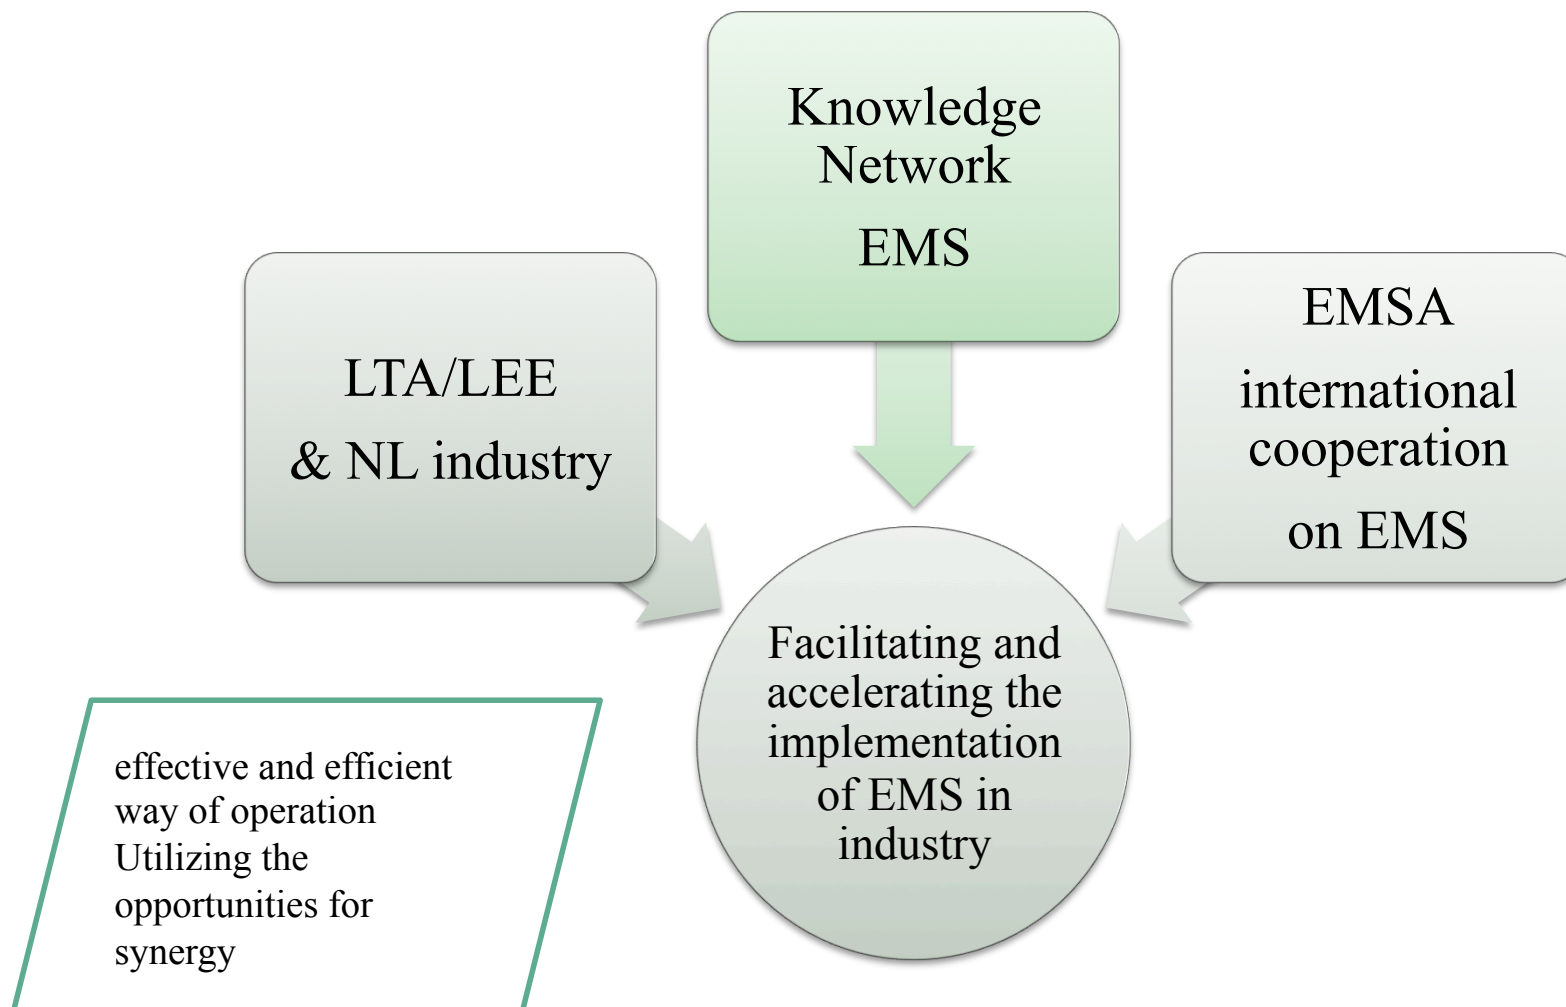 Knowledge
Network
EMS
LTA/LEE
& NL industry
EMSA
international
cooperation
on EMS
Facilitating and
accelerating the
implementation
of EMS in
industry
effective and efficient
way of operation
Utilizing the
opportunities for
synergy